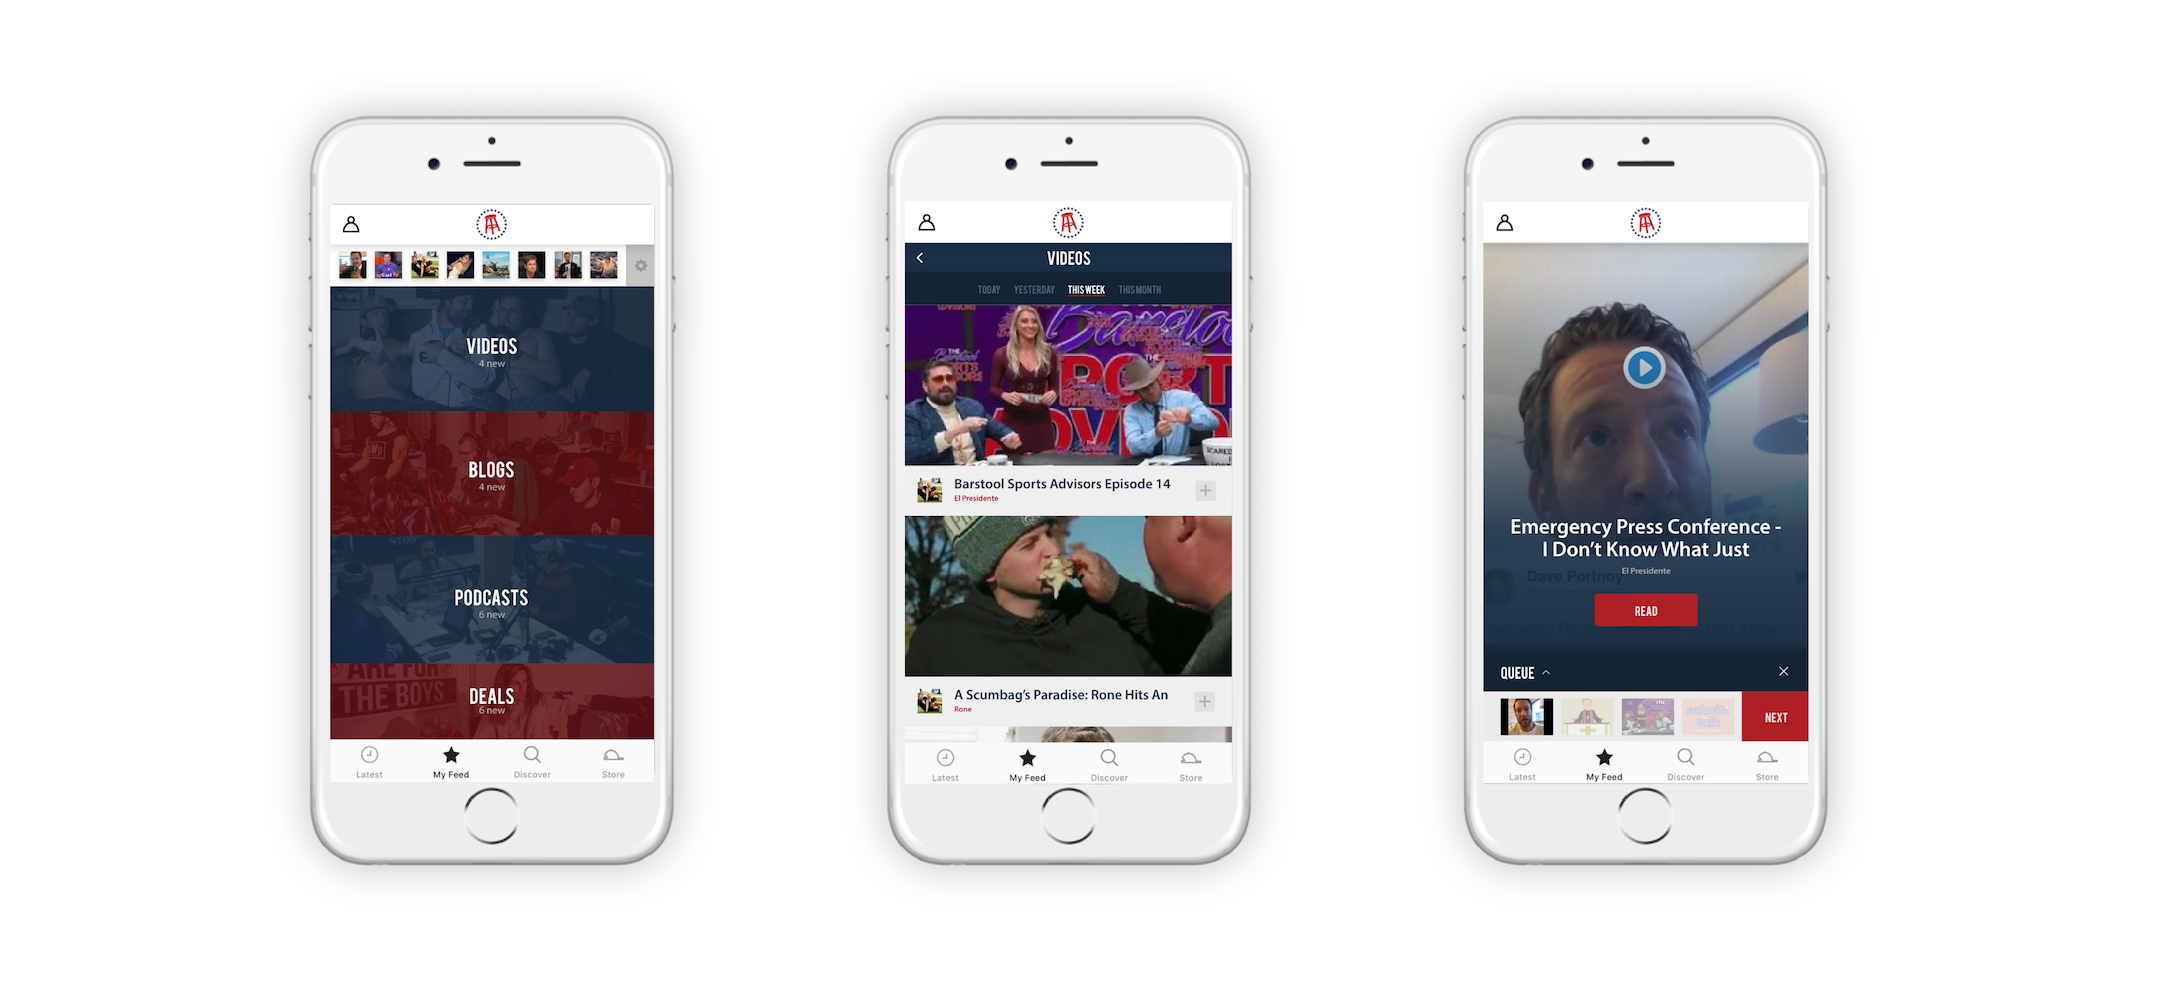 VIDEOS
4 new
BLOGS
4 new
PODCASTS
6 new
ARE FOR
THE BOYS
DEALS
6 new
Latest
My Feed
Discover
Store
VIDEOS
TODAY YESTERDAY THIS WEEK THIS MONTH
Barstool
THE
SCARED
Barstool Sports Advisors Episode 14
El Presidente
A Scumbag's Paradise: Rone Hits An
Rone
Latest
My Feed
Discover
Store
Emergency Press Conference -
I Don't Know What Just
El Presidente
Dave Portnoy
READ
QUEUE
NEXT
Latest
My Feed
Discover
Store